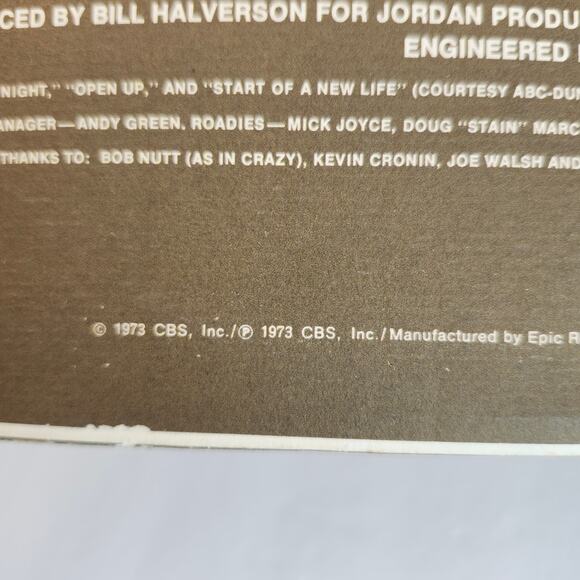 CED BY BILL HALVERSON FOR JORDAN PRODU
ENGINEERED
NIGHT," "OPEN UP," AND "START OF A NEW LIFE" (COURTESY ABC-DUN
ANAGER—ANDY GREEN. ROADIES—MICK JOYCE, DOUG "STAIN" MARC
THANKS TO: BOB NUTT (AS IN CRAZY), KEVIN CRONIN, JOE WALSH AND
© 1973 CBS, Inc./℗ 1973 CBS, Inc./Manufactured by Epic R